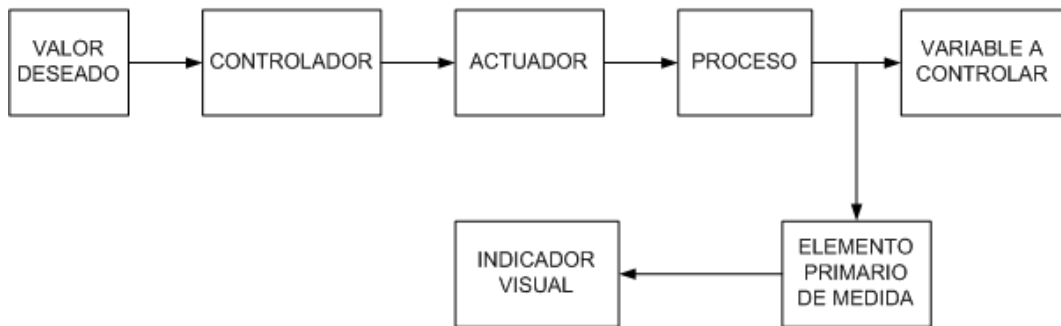 VALOR
DESEADO
CONTROLADOR
ACTUADOR
PROCESO
VARIABLE A
CONTROLAR
INDICADOR
VISUAL
ELEMENTO
PRIMARIO
DE MEDIDA